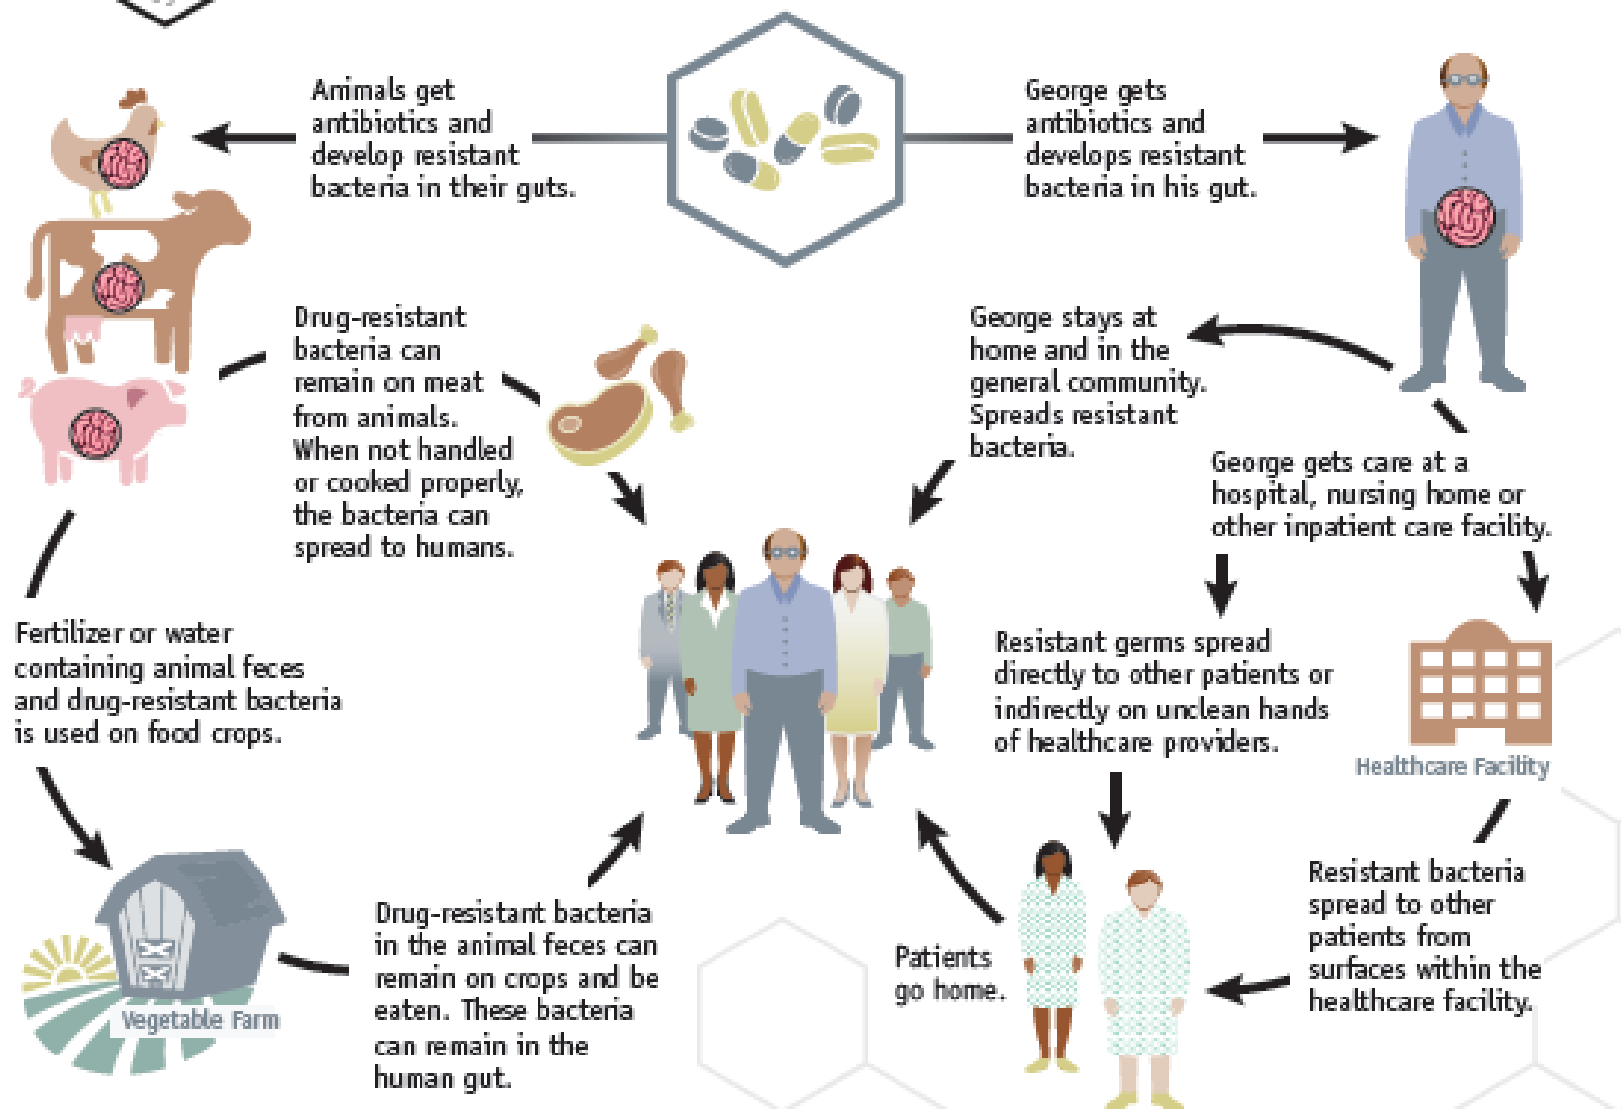 Animals get
antibiotics and
develop resistant
bacteria in their guts.
George gets
antibiotics and
develops resistant
bacteria in his gut.
Drug-resistant
bacteria can
remain on meat
from animals.
When not handled
or cooked properly,
the bacteria can
spread to humans.
George stays at
home and in the
general community.
Spreads resistant
bacteria.
George gets care at a
hospital, nursing home or
other inpatient care facility.
Fertilizer or water
containing animal feces
and drug-resistant bacteria
is used on food crops.
Resistant germs spread
directly to other patients or
indirectly on unclean hands
of healthcare providers.
Healthcare Facility
Vegetable Farm
Drug-resistant bacteria
in the animal feces can
remain on crops and be
eaten. These bacteria
can remain in the
human gut.
Patients
go home.
Resistant bacteria
spread to other
patients from
surfaces within the
healthcare facility.